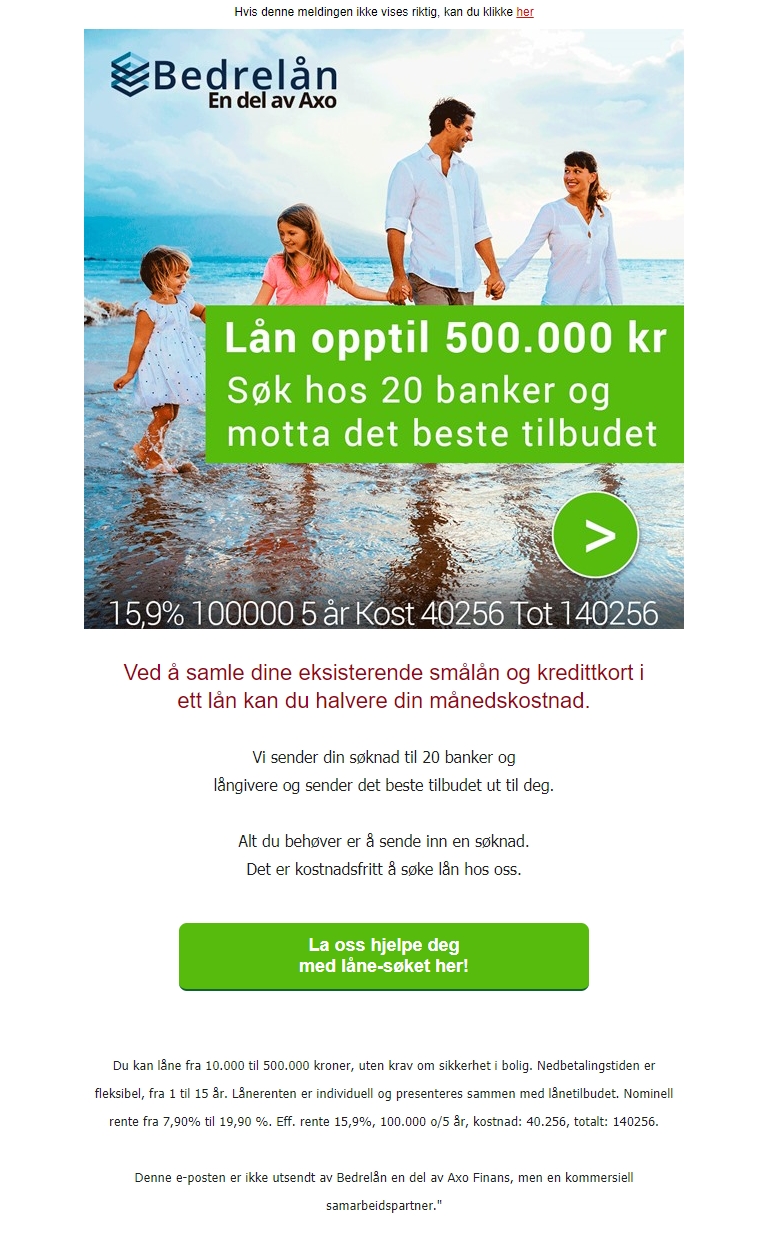 Hvis denne meldingen ikke vises riktig, kan du klikke her
Bedrelån
En del av Axo
Lån opptil 500.000 kr
Søk hos 20 banker og
motta det beste tilbudet
>
15,9% 100000 5 år Kost 40256 Tot 140256
Ved å samle dine eksisterende smålån og kredittkort i
ett lån kan du halvere din månedskostnad.
Vi sender din søknad til 20 banker og
långivere og sender det beste tilbudet ut til deg.
Alt du behøver er å sende inn en søknad.
Det er kostnadsfritt å søke lån hos oss.
La oss hjelpe deg
med låne-søket her!
Du kan låne fra 10.000 til 500.000 kroner, uten krav om sikkerhet i bolig. Nedbetalingstiden er
fleksibel, fra 1 til 15 år. Lånerenten er individuell og presenteres sammen med lånetilbudet. Nominell
rente fra 7,90% til 19,90 %. Eff. rente 15,9%, 100.000 o/5 år, kostnad: 40.256, totalt: 140256.
Denne e-posten er ikke utsendt av Bedrelån en del av Axo Finans, men en kommersiell
samarbeidspartner."